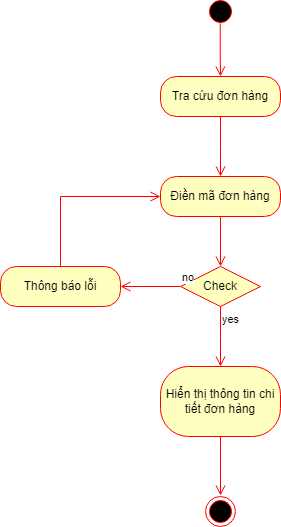 Tra cứu đơn hàng
Điền mã đơn hàng
no
Check
Thông báo lỗi
yes
Hiển thị thông tin chi
tiết đơn hàng